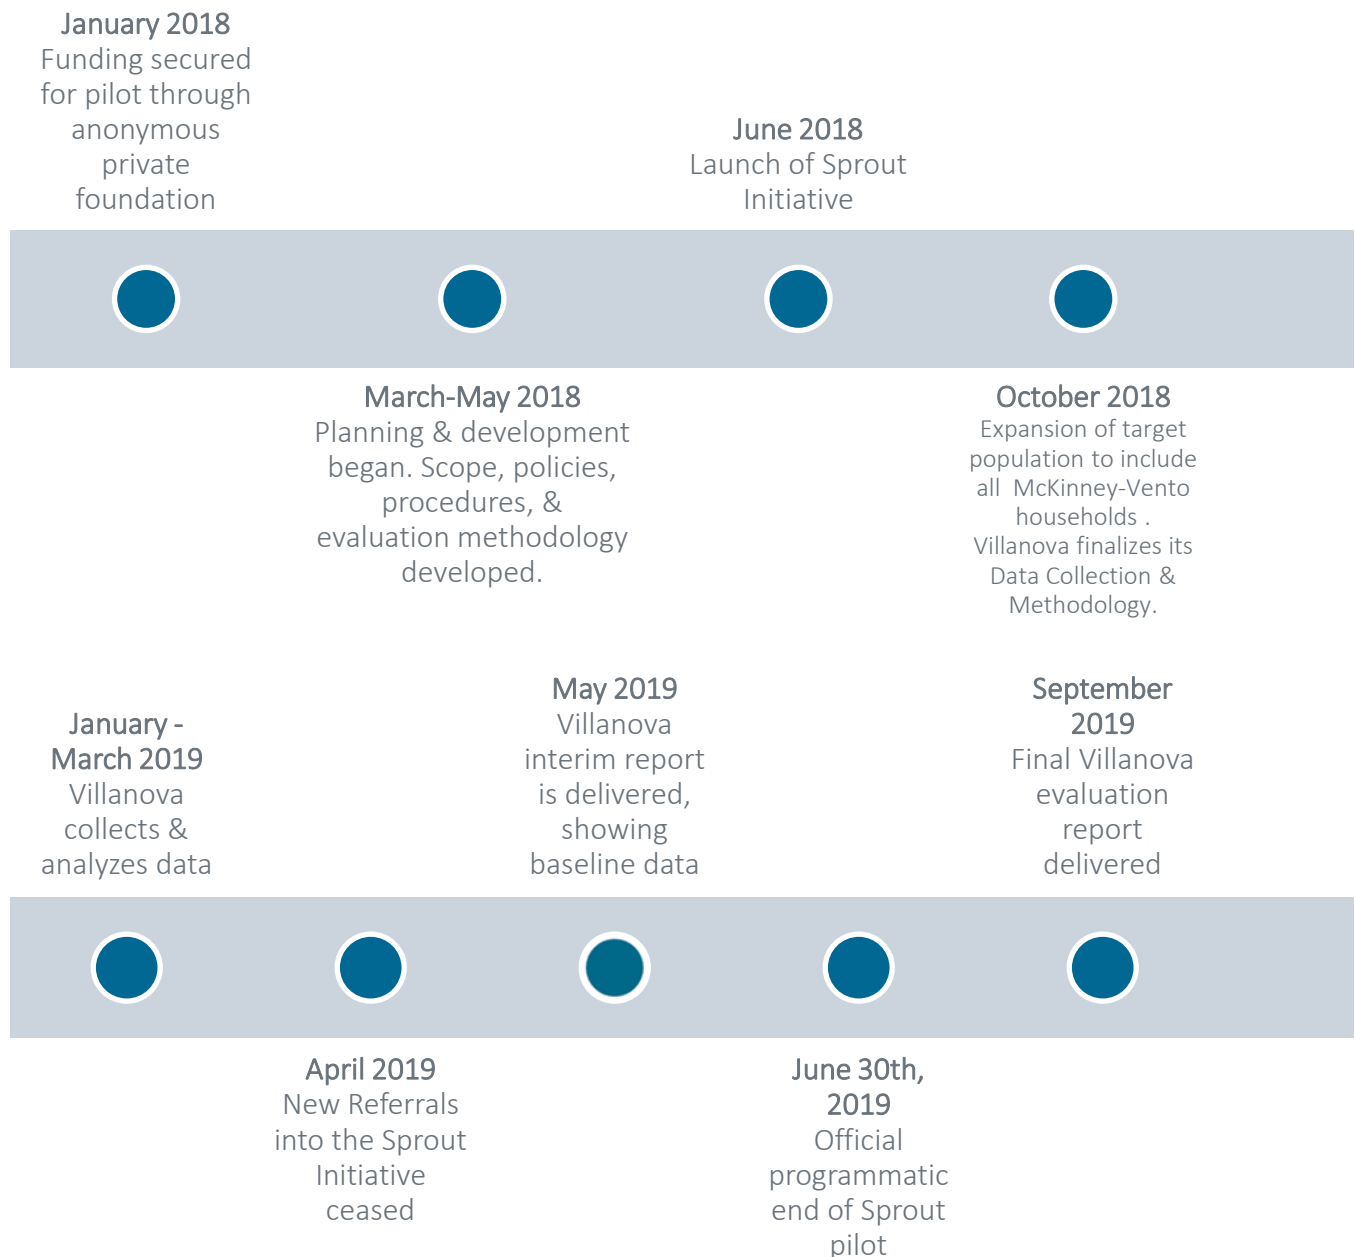 January 2018
Funding secured
for pilot through
anonymous
private
foundation
March-May 2018
Planning & development
began. Scope, policies,
procedures, &
evaluation methodology
developed.
June 2018
Launch of Sprout
Initiative
October 2018
Expansion of target
population to include
all McKinney-Vento
households .
Villanova finalizes its
Data Collection &
Methodology.
January -
March 2019
Villanova
collects &
analyzes data
April 2019
New Referrals
into the Sprout
Initiative
ceased
May 2019
Villanova
interim report
is delivered,
showing
baseline data
June 30th,
2019
Official
programmatic
end of Sprout
pilot
September
2019
Final Villanova
evaluation
report
delivered